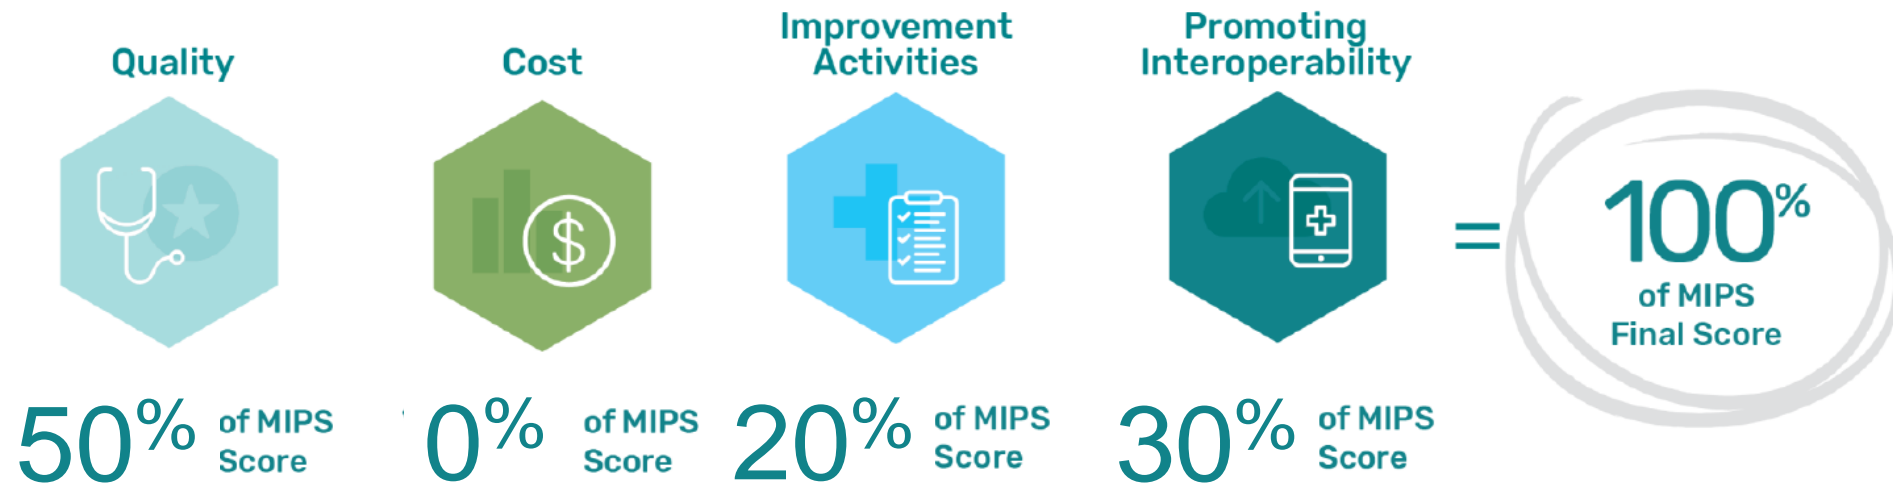 Quality
Cost
Improvement
Activities
Promoting
Interoperability
$
=
100%
of MIPS
Final Score
50% of MIPS
Score
0% of MIPS
Score
20% of MIPS
Score
30% of MIPS
Score